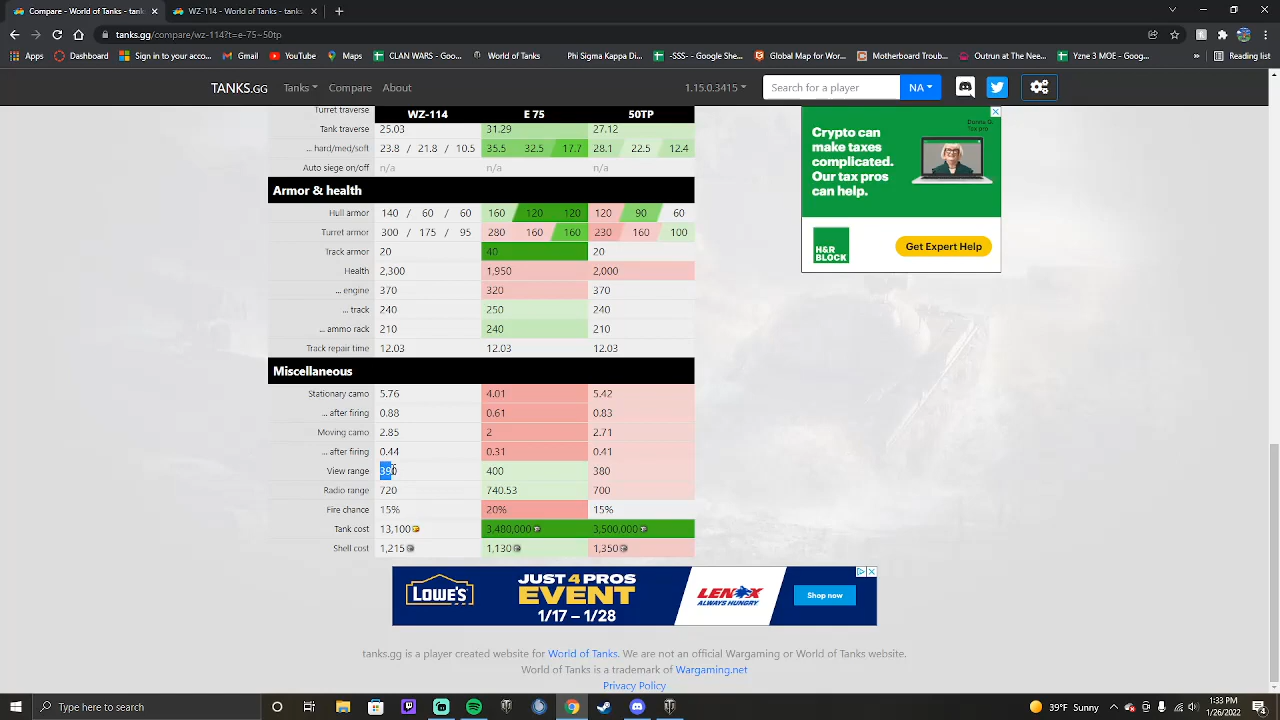 Compare - Tanks of World of Tank
WZ-114 - World of Tanks - tanks.
tanks.gg/compare/wz-114?t=e-75~50tp
Apps
Dashboard
Sign in to your acco...
Gmail
YouTube
Maps
CLAN WARS - Goo...
World of Tanks
Phi Sigma Kappa D...
-SSS- - Google She...
Global Map for Wo...
Motherboard Troub...
Outrun at The Nee...
Yzne 3 MOE - Goo...
»
Reading list
TANKS.GG
Tanks
Compare
About
1.15.0.3415
Search for a player
NA
Turret traverse
WZ-114 E 75 50TP
Tank traverse 25.03 31.29 27.12
... hard/med/soft 23.8 / 21.8 / 10.5 35.5 32.5 17.7 28.1 22.5 12.4
Auto siege on/off n/a n/a n/a
Armor & health
Hull armor 140 / 60 / 60 160 120 120 120 90 60
Turret armor 300 / 175 / 95 280 160 160 230 160 100
Track armor 20 40 20
Health 2,300 1,950 2,000
... engine 370 320 370
... track 240 250 240
... ammo rack 210 240 210
Track repair time 12.03 12.03 12.03
Miscellaneous
Stationary camo 5.76 4.01 5.42
... after firing 0.88 0.61 0.83
Moving camo 2.85 2 2.71
... after firing 0.44 0.31 0.41
View range 39 400 380
Radio range 720 740.53 700
Fire chance 15% 20% 15%
Tank cost 13,100 3,480,000 3,500,000
Shell cost 1,215 1,130 1,350
Crypto can
make taxes
complicated.
Our tax pros
can help.
Donna D.
Tax pro
H&R
BLOCK
Get Expert Help
LOWE'S
JUST 4 PROS
EVENT
1/17 – 1/28
LENOX
ALWAYS HUNGRY
Shop now
tanks.gg is a player created website for World of Tanks. We are not an official Wargaming or World of Tanks website.
World of Tanks is a trademark of Wargaming.net
Privacy Policy
Type here to search
39°F Sunny
1:33 PM
1/26/2022